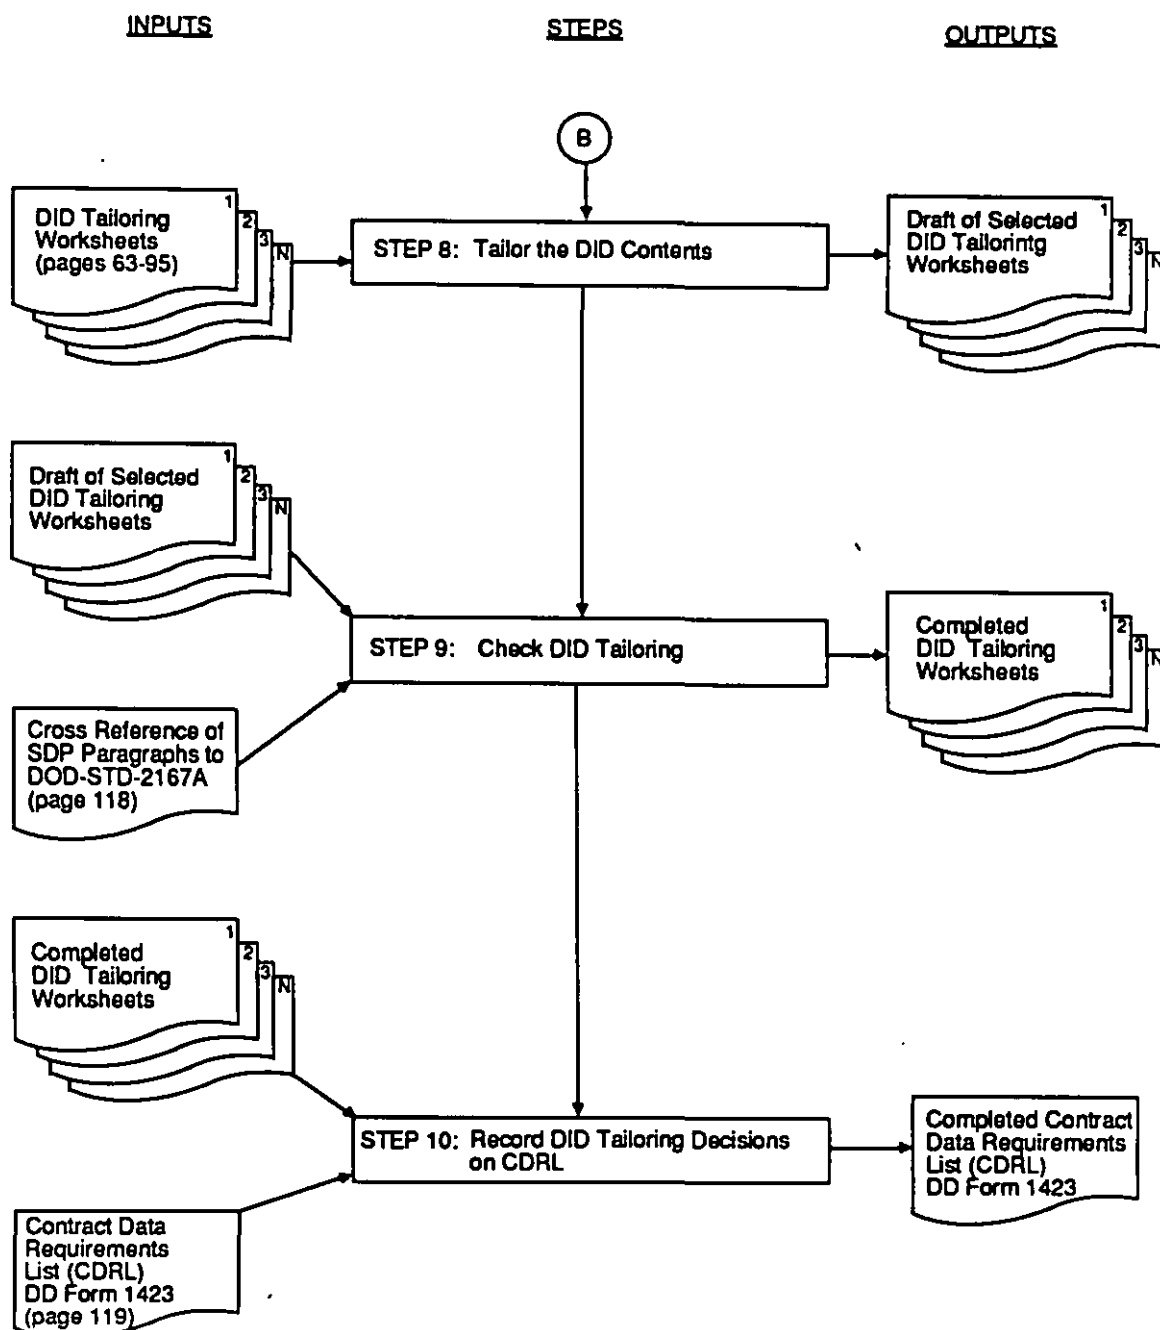 INPUTS
STEPS
OUTPUTS
B
DID Tailoring
Worksheets
(pages 63-95)
1
2
3
N
STEP 8: Tailor the DID Contents
Draft of Selected
DID Tailorintg
Worksheets
1
2
3
N
Draft of Selected
DID Tailoring
Worksheets
1
2
3
N
STEP 9: Check DID Tailoring
Completed
DID Tailoring
Worksheets
1
2
3
N
Cross Reference of
SDP Paragraphs to
DOD-STD-2167A
(page 118)
Completed
DID Tailoring
Worksheets
1
2
3
N
STEP 10: Record DID Tailoring Decisions
on CDRL
Completed Contract
Data Requirements
List (CDRL)
DD Form 1423
Contract Data
Requirements
List (CDRL)
DD Form 1423
(page 119)